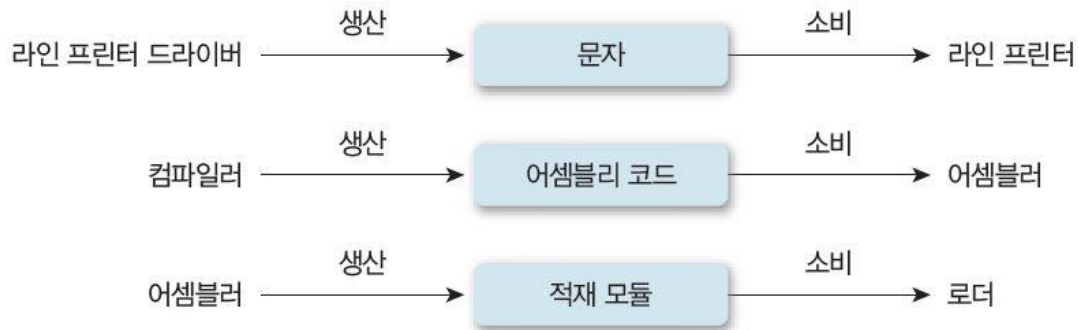 생산 소비
라인 프린터 드라이버 문자 라인 프린터
생산 소비
컴파일러 어셈블리 코드 어셈블러
생산 소비
어셈블러 적재 모듈 로더